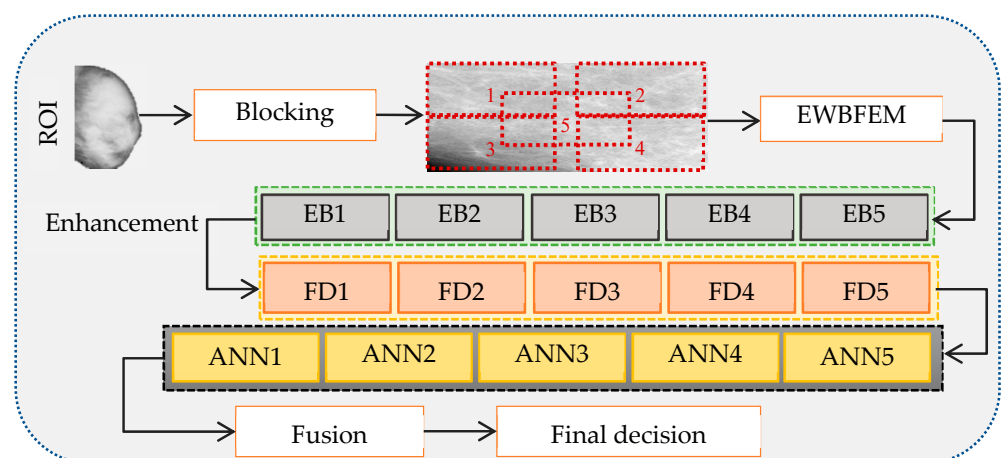 ROI
Blocking
1
2
5
3
4
EWBFEM
Enhancement
EB1
EB2
EB3
EB4
EB5
FD1
FD2
FD3
FD4
FD5
ANN1
ANN2
ANN3
ANN4
ANN5
Fusion
Final decision